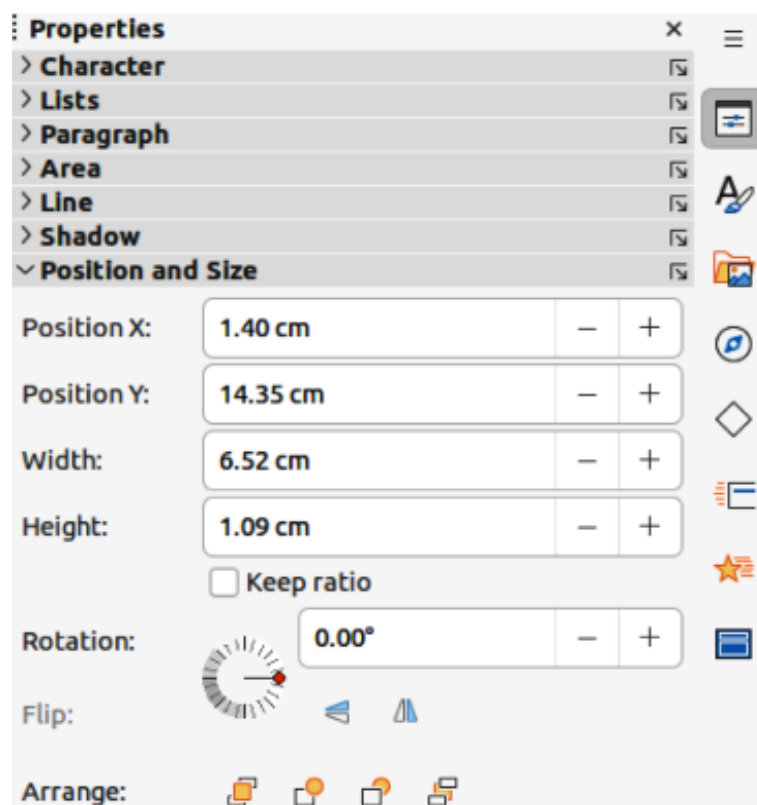 Properties
Character
Lists
Paragraph
Area
Line
Shadow
Position and Size
Position X: 1.40 cm
Position Y: 14.35 cm
Width: 6.52 cm
Height: 1.09 cm
Keep ratio
Rotation: 0.00°
Flip:
Arrange: